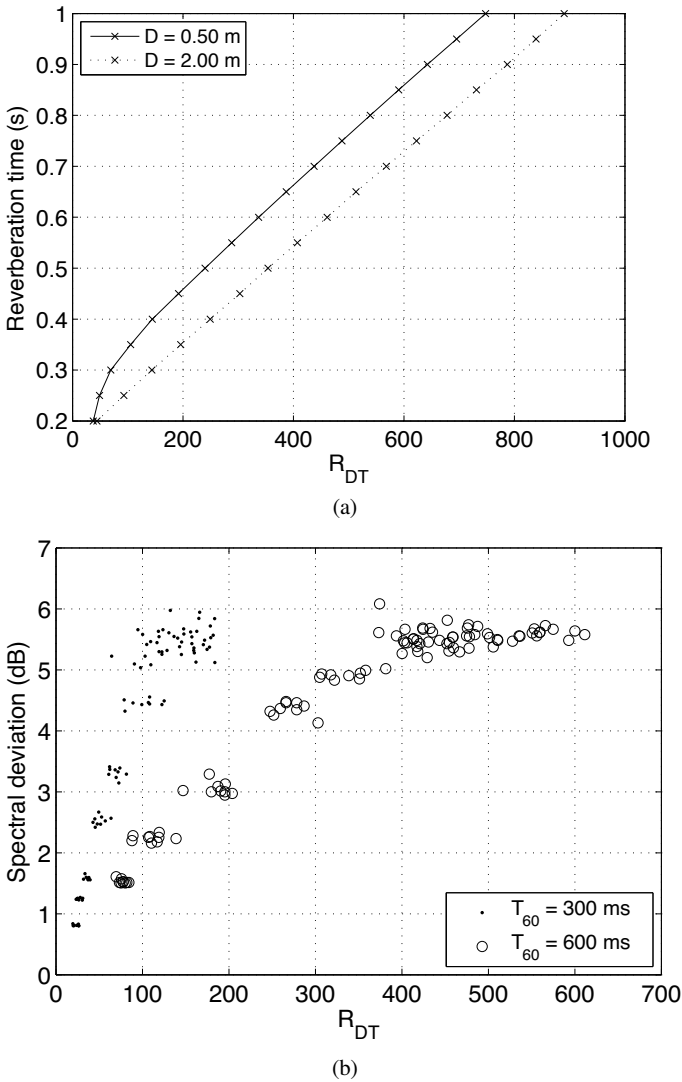 1
0.9
0.8
0.7
0.6
0.5
0.4
0.3
0.2
Reverberation time (s)
D = 0.50 m
D = 2.00 m
0 200 400 600 800 1000
R_DT
(a)
7
6
5
4
3
2
1
0
Spectral deviation (dB)
T_60 = 300 ms
T_60 = 600 ms
0 100 200 300 400 500 600 700
R_DT
(b)